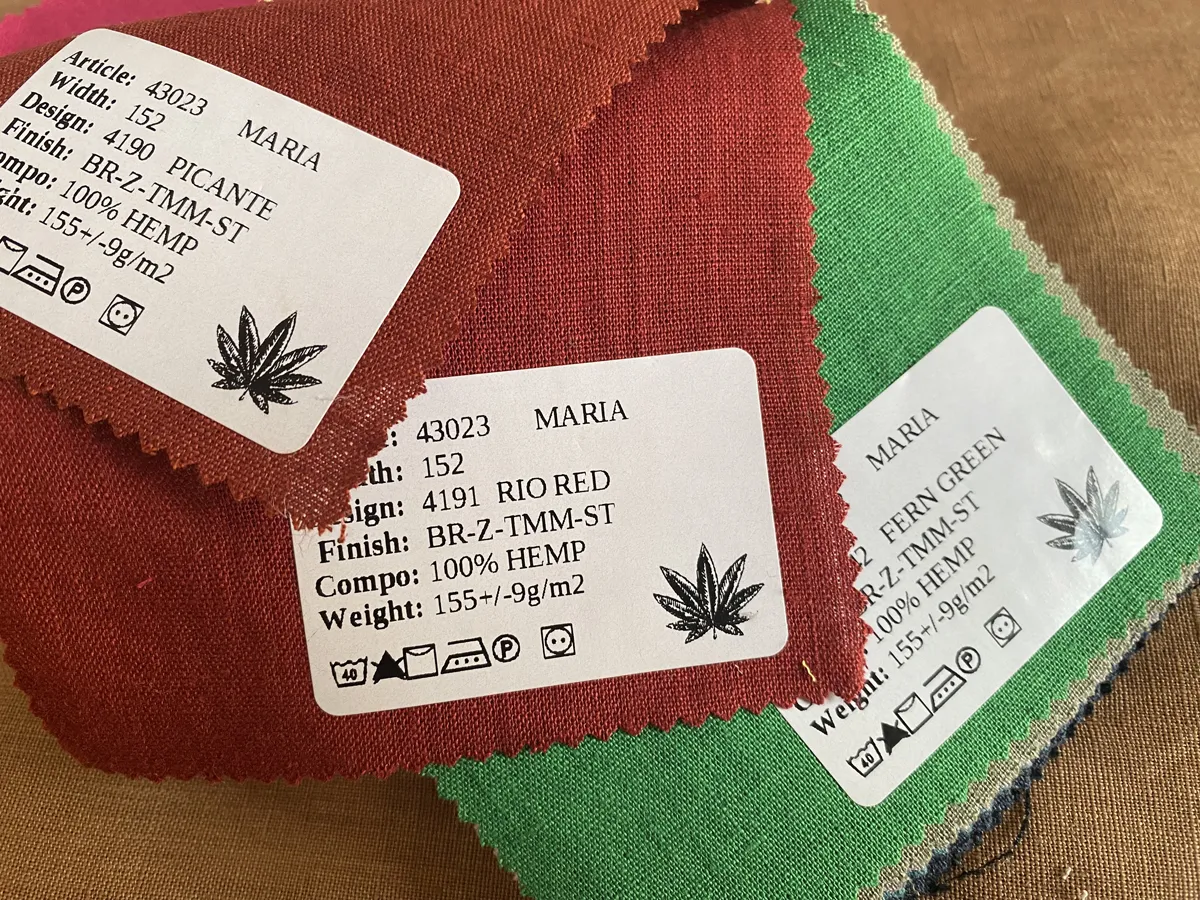 Article: 43023 MARIA
Width: 152
Design: 4190 PICANTE
Finish: BR-Z-TMM-ST
ompo: 100% HEMP
ght: 155+/-9g/m2
P
: 43023 MARIA
th: 152
sign: 4191 RIO RED
Finish: BR-Z-TMM-ST
Compo: 100% HEMP
Weight: 155+/-9g/m2
40 P
MARIA
2 FERN GREEN
R-Z-TMM-ST
100% HEMP
Weight: 155+/-9g/m2
40 P